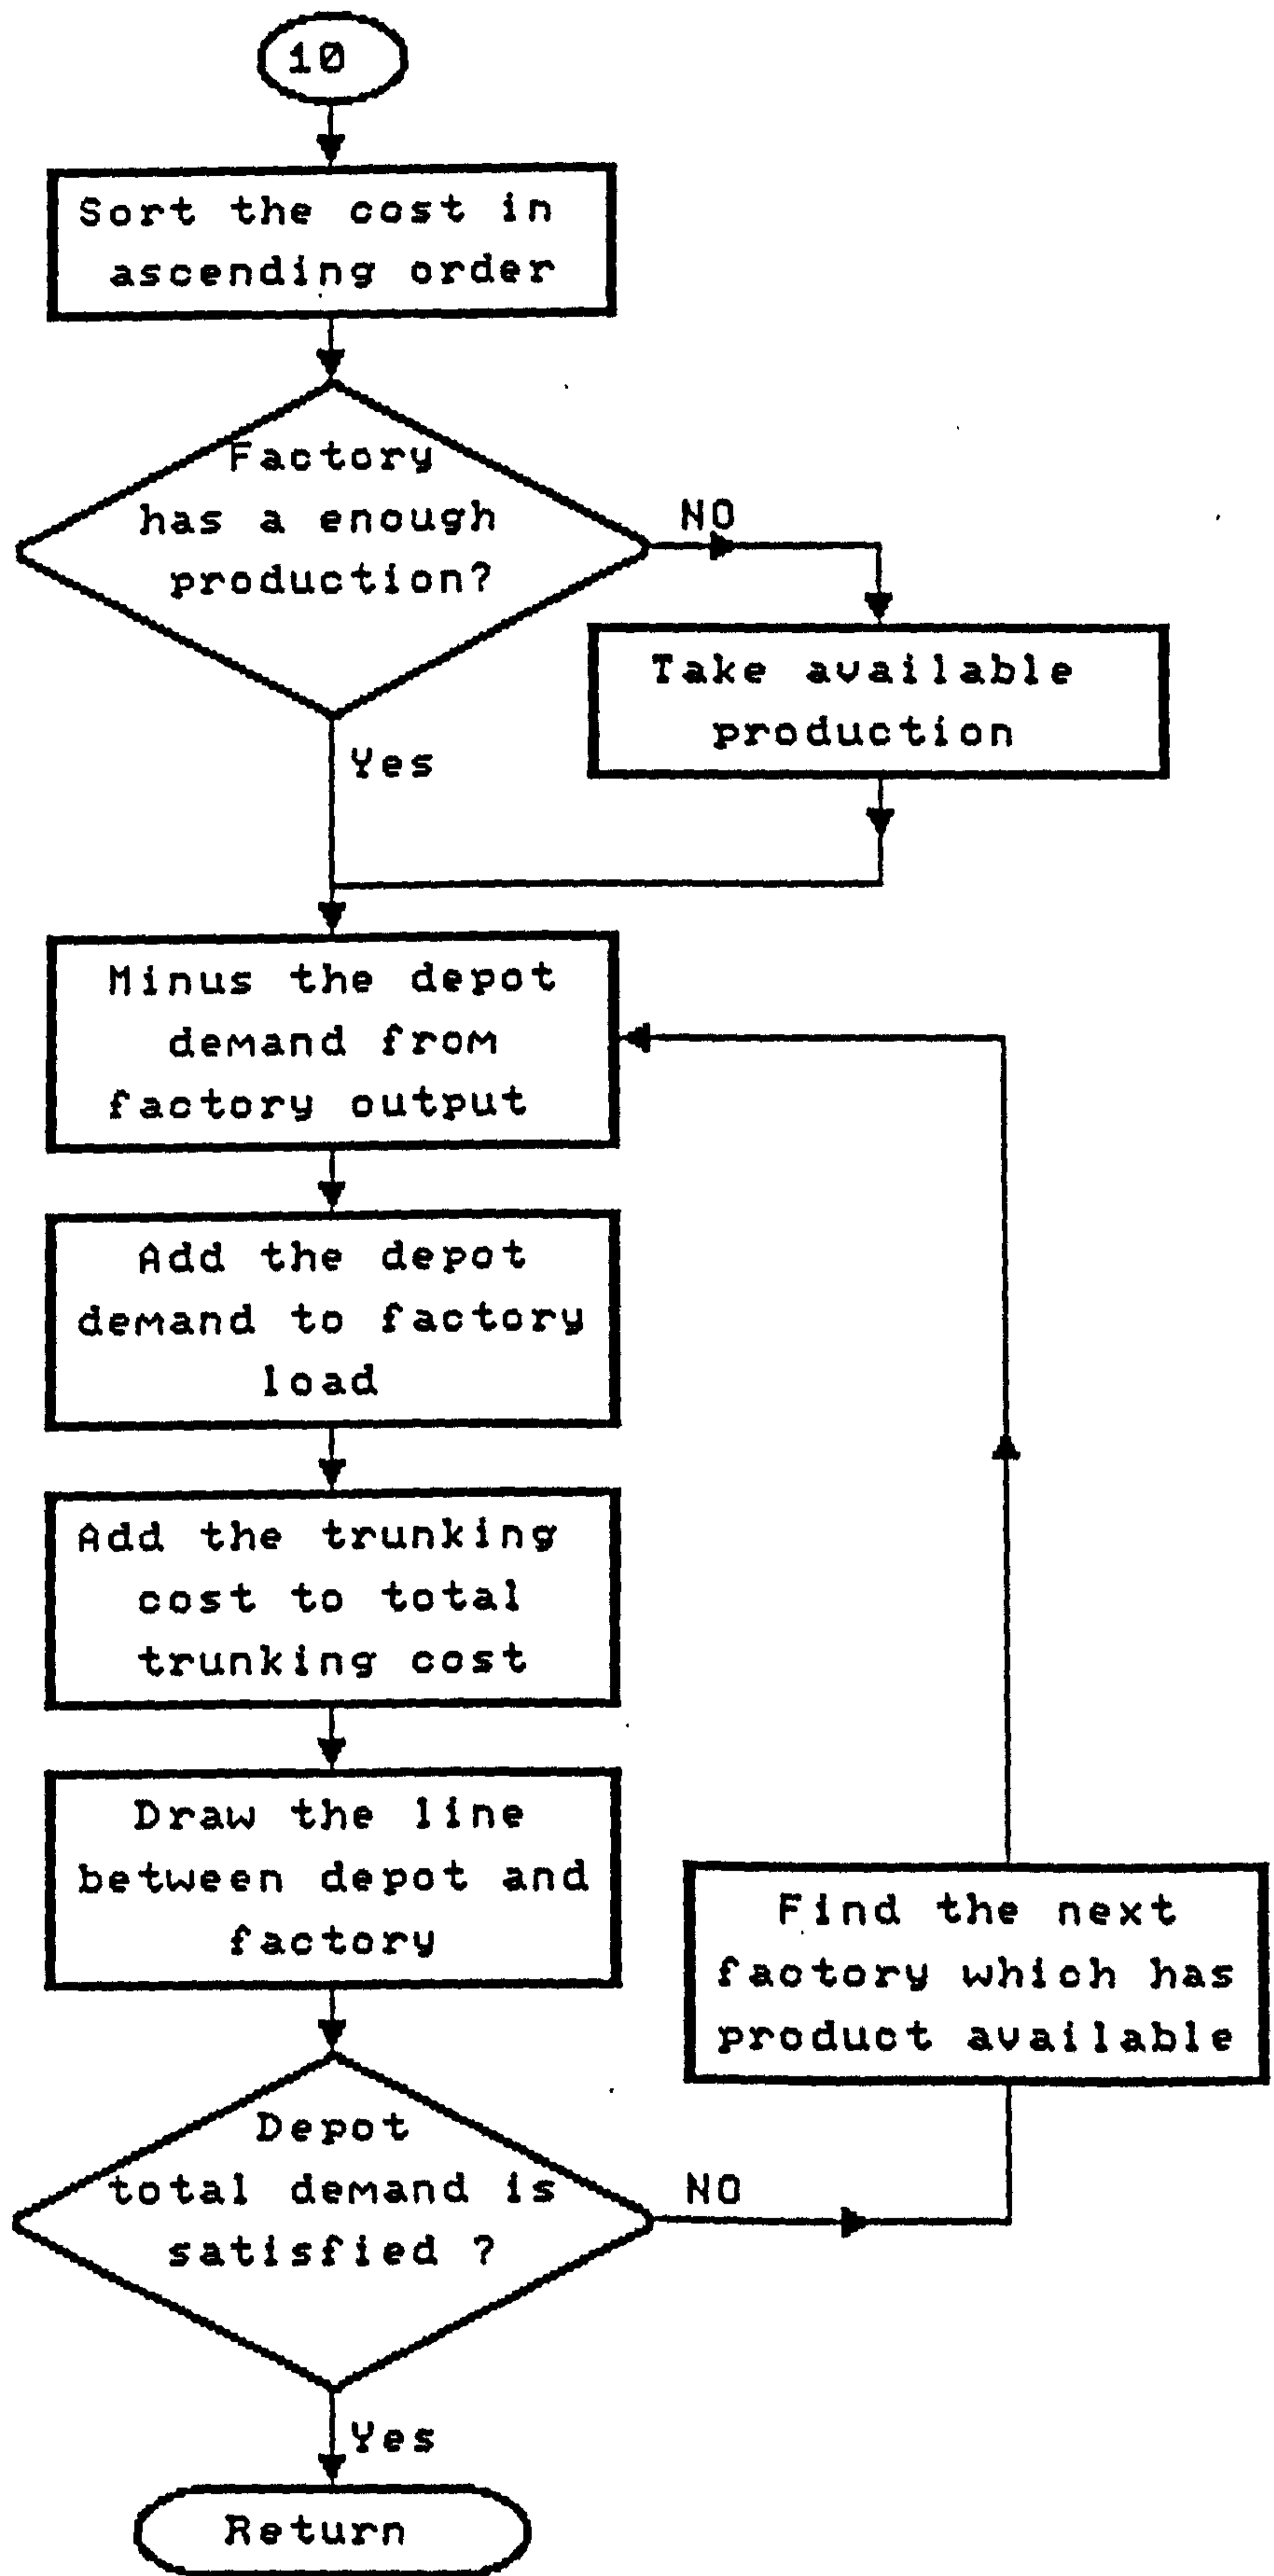 10
Sort the cost in
ascending order
Factory
has a enough
production?
NO
Take available
production
Yes
Minus the depot
demand from
factory output
Add the depot
demand to factory
load
Add the trunking
cost to total
trunking cost
Draw the line
between depot and
factory
Find the next
factory which has
product available
Depot
total demand is
satisfied ?
NO
Yes
Return